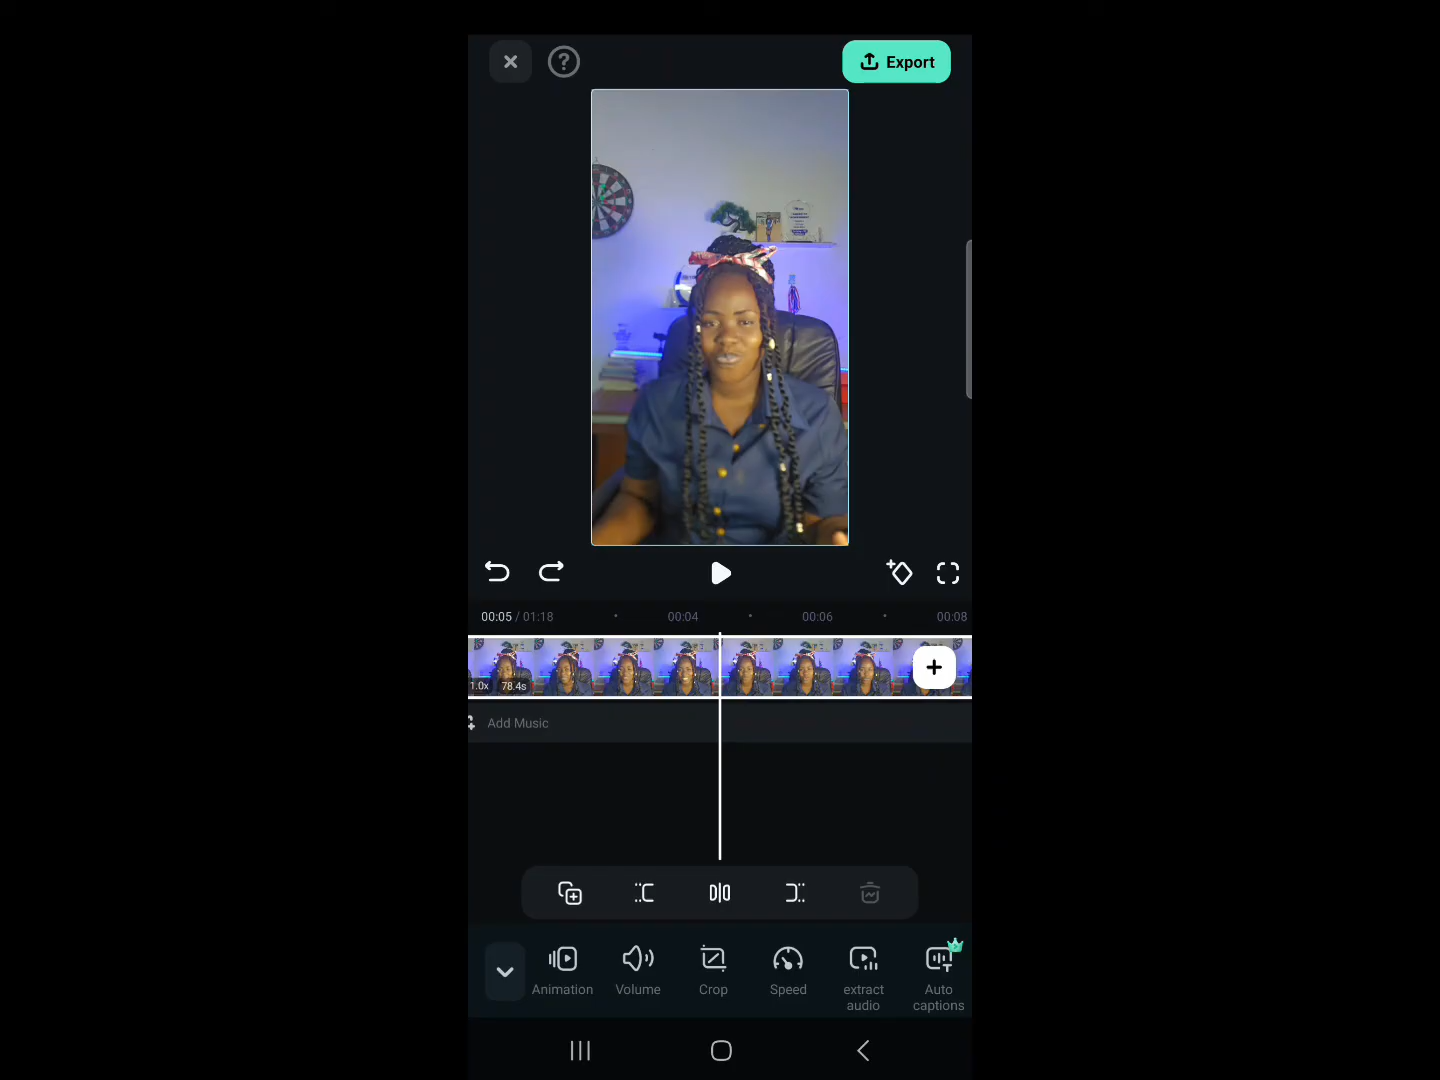 Export
00:05 / 01:18
00:04
00:06
00:08
1.0x 78.4s
Add Music
Animation
Volume
Crop
Speed
extract
audio
Auto
captions